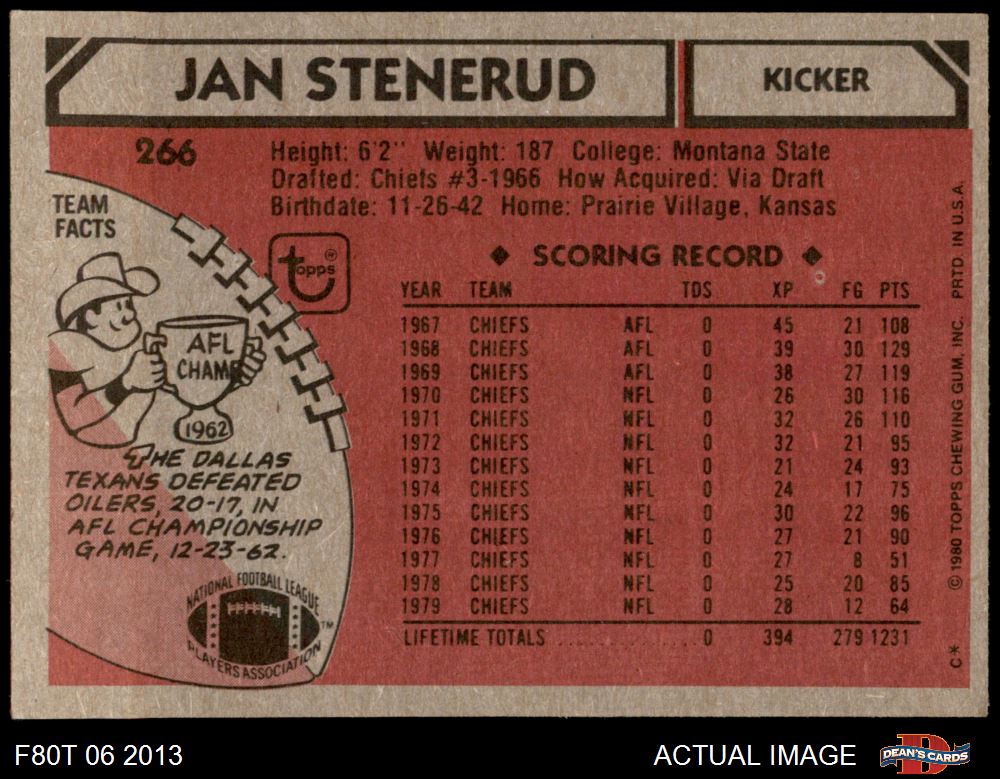 JAN STENERUD
KICKER
266
Height: 6'2" Weight: 187 College: Montana State
Drafted: Chiefs #3-1966 How Acquired: Via Draft
Birthdate: 11-26-42 Home: Prairie Village, Kansas
TEAM
FACTS
topps ®
AFL
CHAMP
1962
THE DALLAS
TEXANS DEFEATED
OILERS, 20-17, IN
AFL CHAMPIONSHIP
GAME, 12-23-62.
NATIONAL FOOTBALL LEAGUE
PLAYERS ASSOCIATION
TM
◆ SCORING RECORD ◆
YEAR TEAM TDS XP FG PTS
1967 CHIEFS AFL 0 45 21 108
1968 CHIEFS AFL 0 39 30 129
1969 CHIEFS AFL 0 38 27 119
1970 CHIEFS NFL 0 26 30 116
1971 CHIEFS NFL 0 32 26 110
1972 CHIEFS NFL 0 32 21 95
1973 CHIEFS NFL 0 21 24 93
1974 CHIEFS NFL 0 24 17 75
1975 CHIEFS NFL 0 30 22 96
1976 CHIEFS NFL 0 27 21 90
1977 CHIEFS NFL 0 27 8 51
1978 CHIEFS NFL 0 25 20 85
1979 CHIEFS NFL 0 28 12 64
LIFETIME TOTALS ................. 0 394 279 1231
C* © 1980 TOPPS CHEWING GUM, INC. PRTD. IN U.S.A.
F80T 06 2013
ACTUAL IMAGE
DEAN'S CARDS